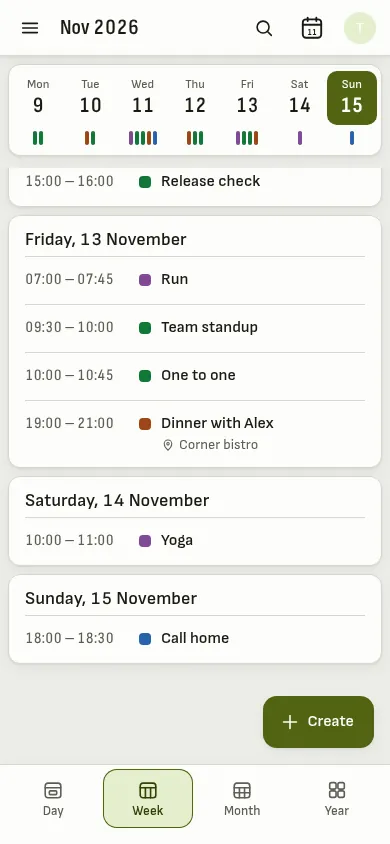 Nov 2026
11
T
Mon Tue Wed Thu Fri Sat Sun
9 10 11 12 13 14 15
15:00 – 16:00 Release check
Friday, 13 November
07:00 – 07:45 Run
09:30 – 10:00 Team standup
10:00 – 10:45 One to one
19:00 – 21:00 Dinner with Alex
Corner bistro
Saturday, 14 November
10:00 – 11:00 Yoga
Sunday, 15 November
18:00 – 18:30 Call home
Create
Day Week Month Year